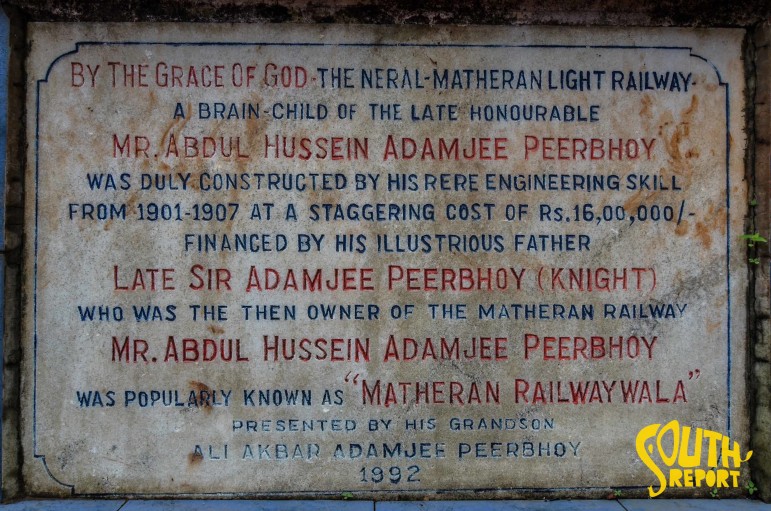 BY THE GRACE OF GOD-THE NERAL-MATHERAN LIGHT RAILWAY-
A BRAIN-CHILD OF THE LATE HONOURABLE
MR. ABDUL HUSSEIN ADAMJEE PEERBHOY
WAS DULY CONSTRUCTED BY HIS RERE ENGINEERING SKILL
FROM 1901-1907 AT A STAGGERING COST OF RS.16,00,000/-
FINANCED BY HIS ILLUSTRIOUS FATHER
LATE SIR ADAMJEE PEERBHOY (KNIGHT)
WHO WAS THE THEN OWNER OF THE MATHERAN RAILWAY
MR. ABDUL HUSSEIN ADAMJEE PEERBHOY
WAS POPULARLY KNOWN AS "MATHERAN RAILWAYWALA"
PRESENTED BY HIS GRANDSON
ALI AKBAR ADAMJEE PEERBHOY
1992
SOUTH
REPORT